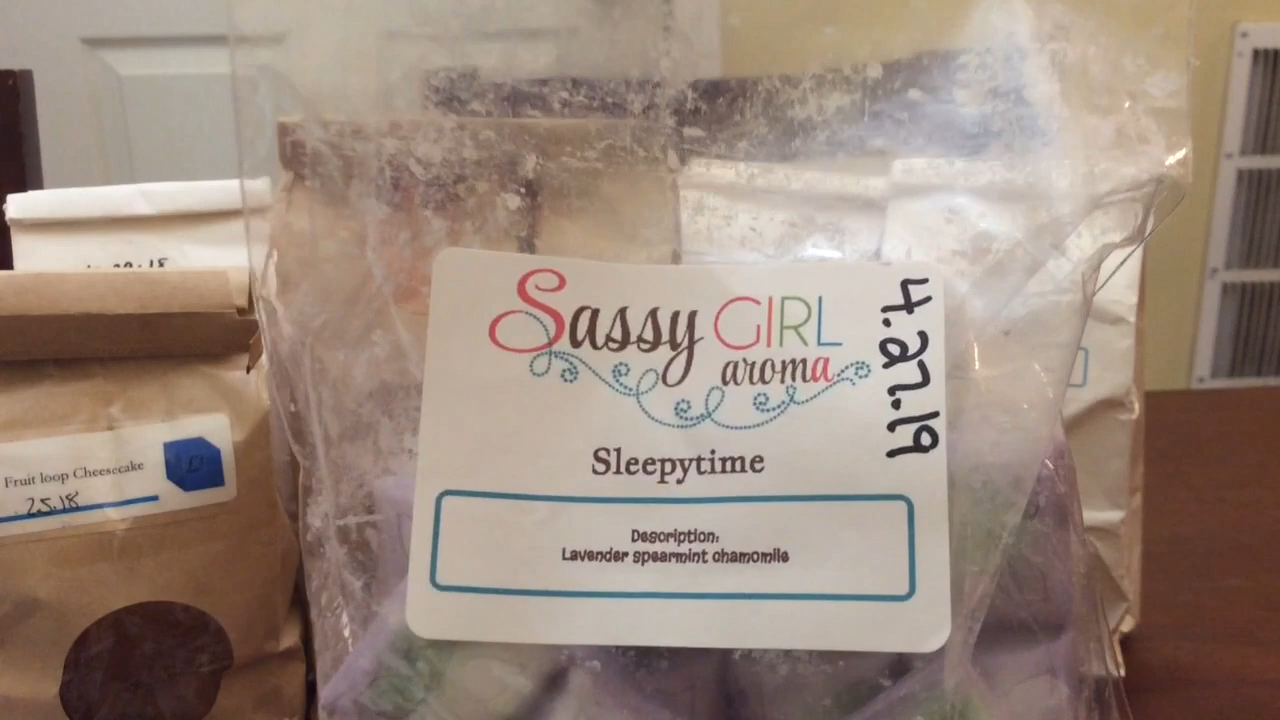 Sassy GIRL
aroma
4.27.19
Sleepytime
Description:
Lavender spearmint chamomile
Fruit loop Cheesecake
25.18